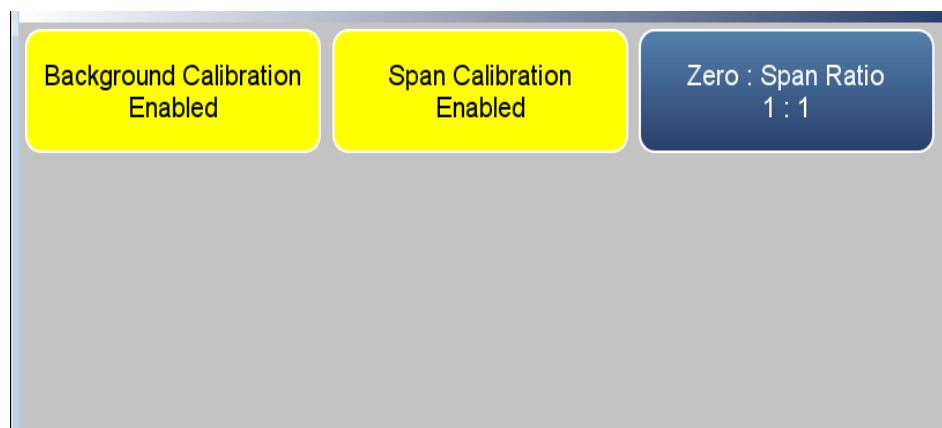 Background Calibration
Enabled
Span Calibration
Enabled
Zero : Span Ratio
1 : 1